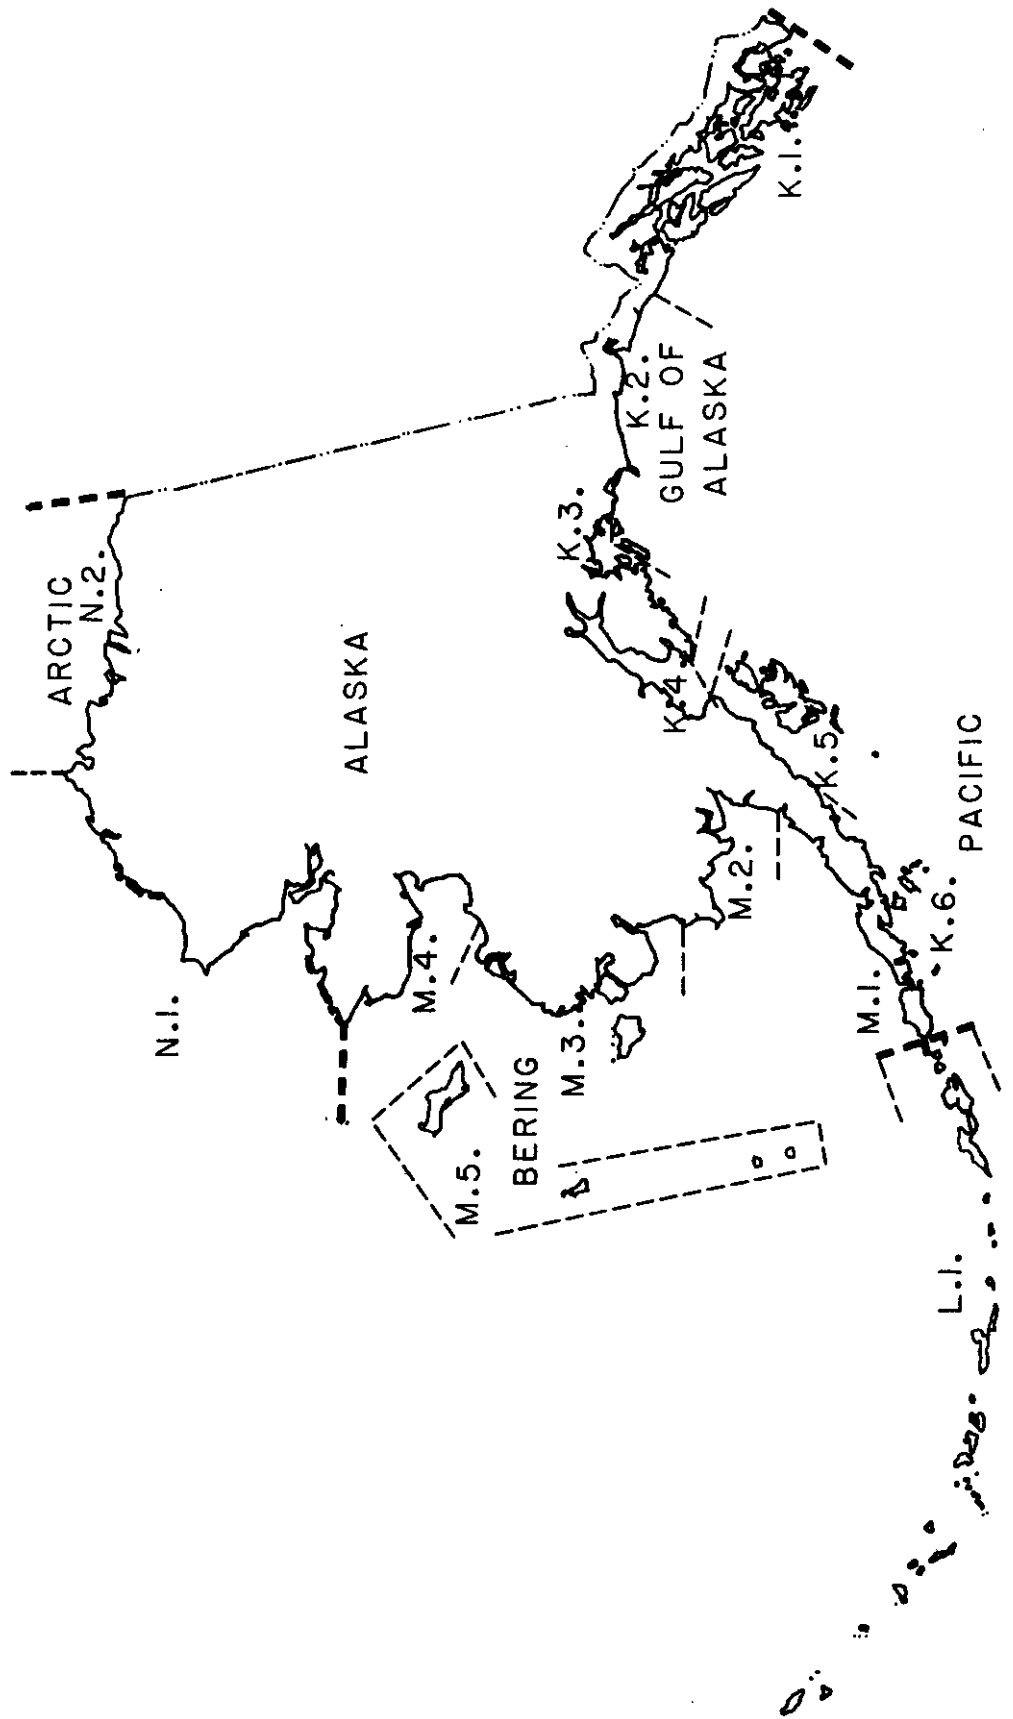 ARCTIC
N.2.
N.1.
ALASKA
M.4.
M.5.
BERING
M.3.
M.2.
M.1.
K.3.
K.2.
GULF OF
ALASKA
K.1.
K.4
K.5
K.6.
PACIFIC
L.1.